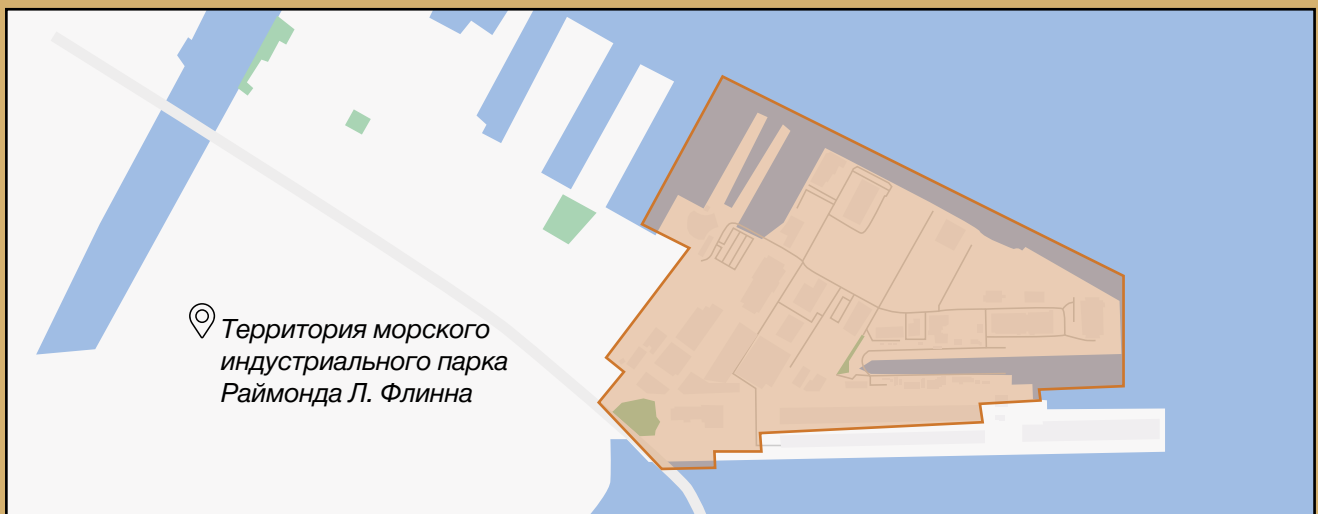 Территория морского
индустриального парка
Раймонда Л. Флинна